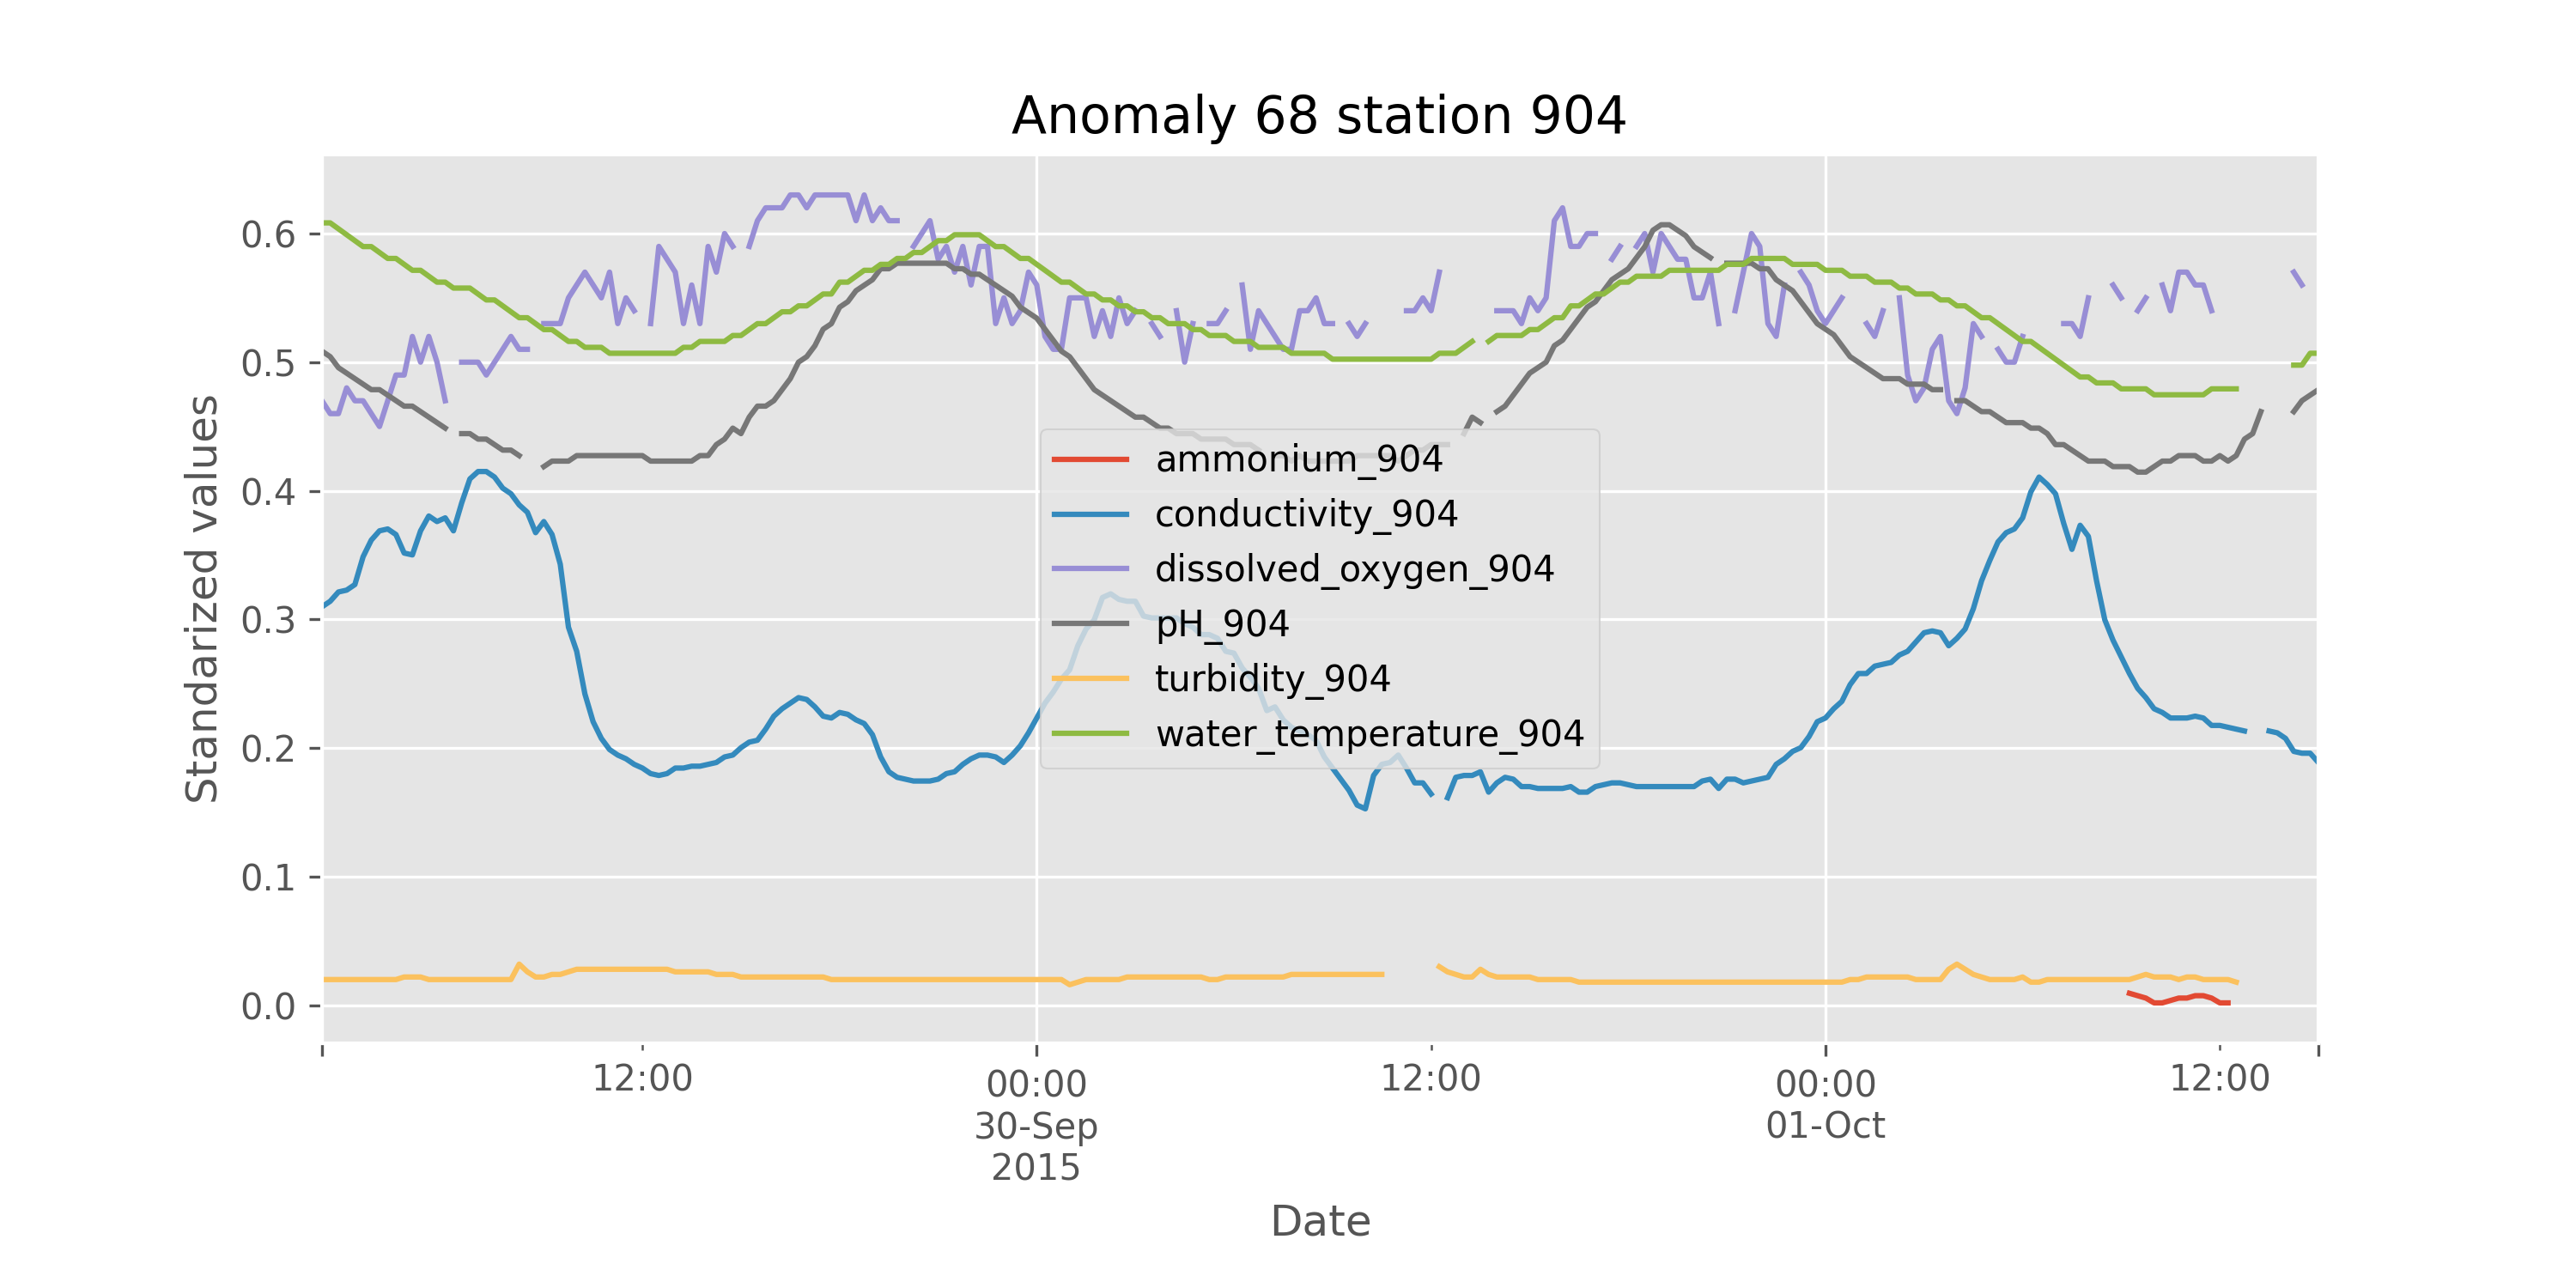 Anomaly 68 station 904
Standardized values
0.6
0.5
0.4
0.3
0.2
0.1
0.0
ammonium_904
conductivity_904
dissolved_oxygen_904
pH_904
turbidity_904
water_temperature_904
12:00
00:00
30-Sep
2015
12:00
00:00
01-Oct
12:00
Date